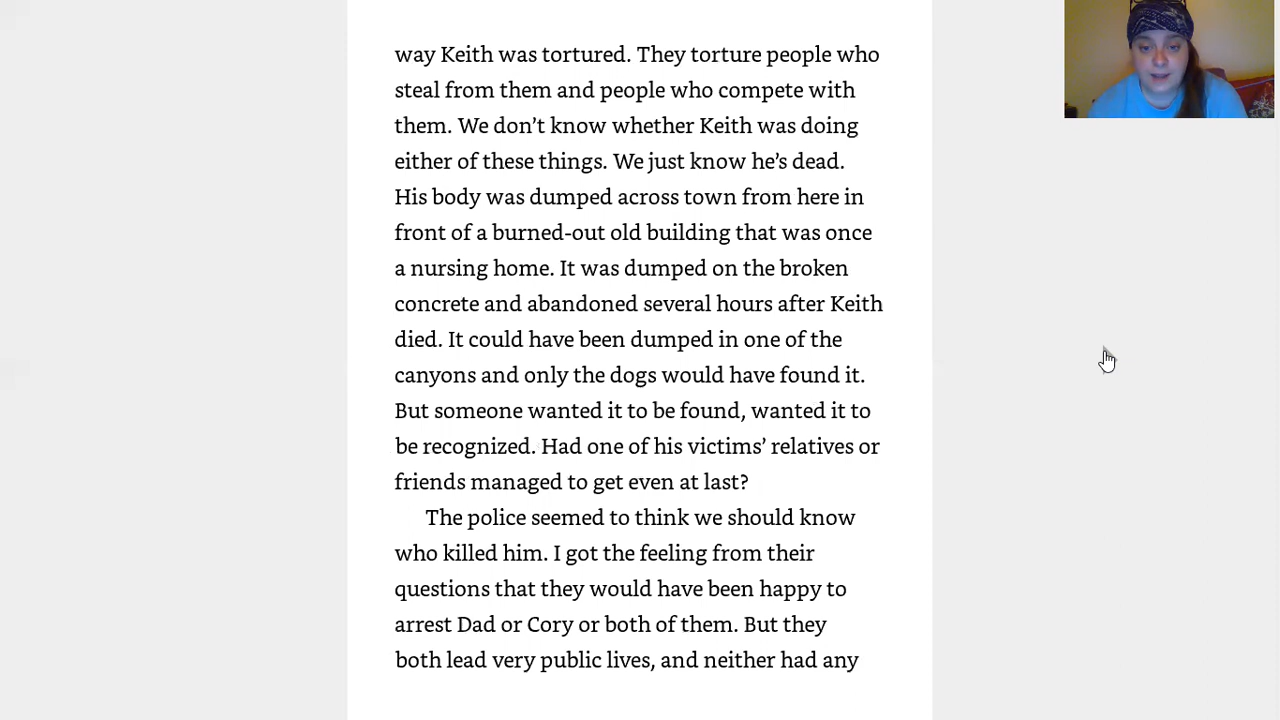 way Keith was tortured. They torture people who
steal from them and people who compete with
them. We don’t know whether Keith was doing
either of these things. We just know he’s dead.
His body was dumped across town from here in
front of a burned-out old building that was once
a nursing home. It was dumped on the broken
concrete and abandoned several hours after Keith
died. It could have been dumped in one of the
canyons and only the dogs would have found it.
But someone wanted it to be found, wanted it to
be recognized. Had one of his victims’ relatives or
friends managed to get even at last?
The police seemed to think we should know
who killed him. I got the feeling from their
questions that they would have been happy to
arrest Dad or Cory or both of them. But they
both lead very public lives, and neither had any